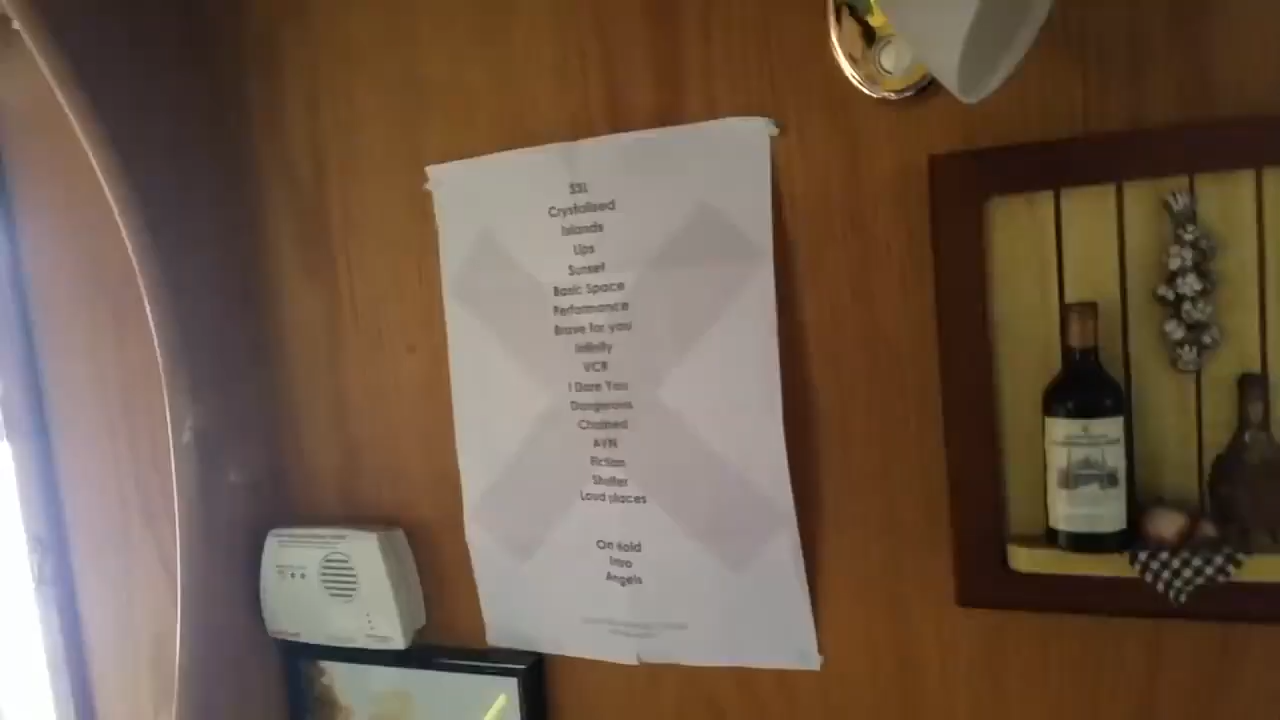 SSL
Crystalised
Islands
Lips
Sunset
Basic Space
Performance
Brave for you
Infinity
VCR
I Dare You
Dangerous
Chained
AVN
Fiction
Shelter
Loud places
On Hold
Intro
Angels